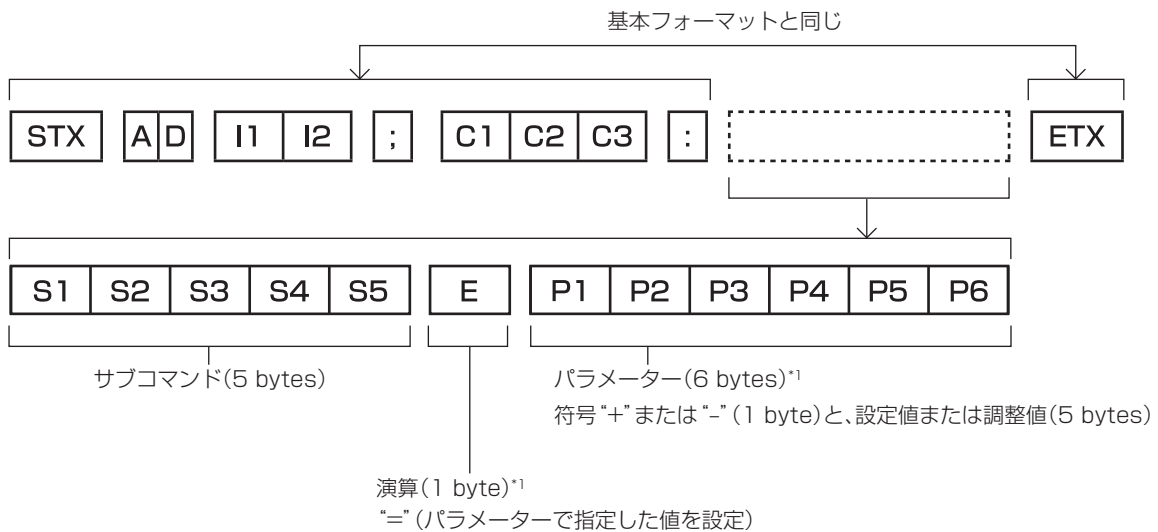 基本フォーマットと同じ
STX A D I1 I2 ; C1 C2 C3 : ETX
S1 S2 S3 S4 S5 E P1 P2 P3 P4 P5 P6
サブコマンド(5 bytes)
パラメーター(6 bytes)*1
符号“+”または“−”(1 byte)と、設定値または調整値(5 bytes)
演算(1 byte)*1
“=”(パラメーターで指定した値を設定)